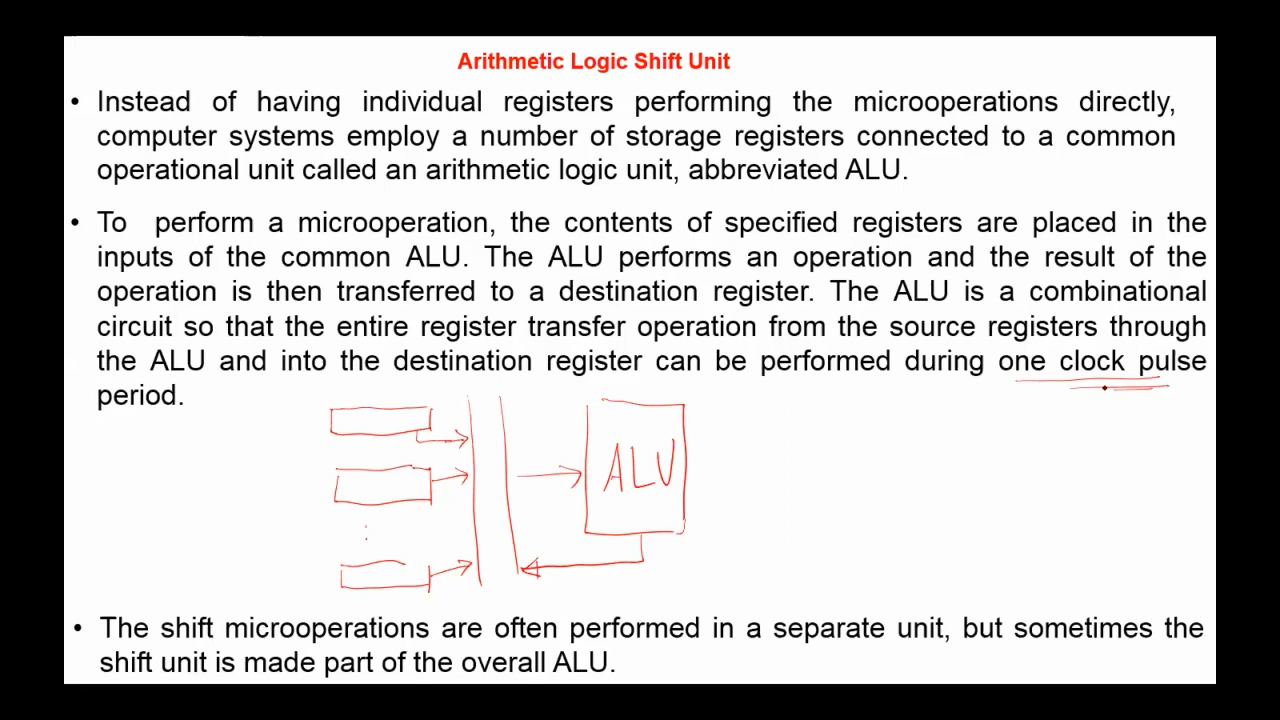 Arithmetic Logic Shift Unit
• Instead of having individual registers performing the microoperations directly,
computer systems employ a number of storage registers connected to a common
operational unit called an arithmetic logic unit, abbreviated ALU.
• To perform a microoperation, the contents of specified registers are placed in the
inputs of the common ALU. The ALU performs an operation and the result of the
operation is then transferred to a destination register. The ALU is a combinational
circuit so that the entire register transfer operation from the source registers through
the ALU and into the destination register can be performed during one clock pulse
period.
ALU
• The shift microoperations are often performed in a separate unit, but sometimes the
shift unit is made part of the overall ALU.